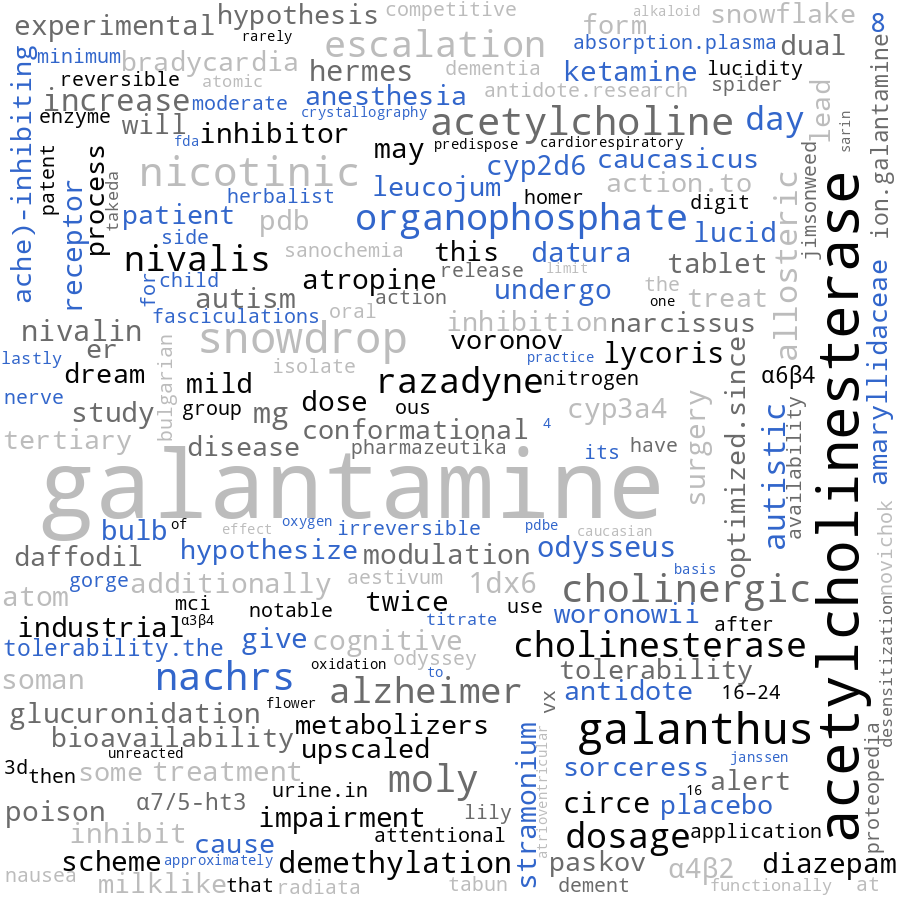 experimental
hypothesis
competitive
alkaloid
snowflake
rarely
form
∞
minimum
bradycardia
escalation
absorption.plasma
dual
reversible
atomic
hermes
dementia
ketamine
lucidity
spider
increase
moderate
anesthesia
antidote.research
lead
enzyme
will
crystallography
acetylcholine
day
sarin
fda
inhibitor
may
predispose
cardiorespiratory
ache)-inhibiting
patent
process
takeda
nicotinic
cyp2d6
caucasicus
jimsonweed
ion.galantamine
receptor
herbalist
leucojum
homer
action.to
digit
patient
pdb
organophosphate
lucid
side
sanochemia
this
datura
allosteric
nivalis
atropine
release
limit
tablet
for
child
autism
action
undergo
the
one
treat
fasciculations
oral
acetylcholinesterase
amaryllidaceae
nivalin
snowdrop
inhibition
narcissus
er
voronov
lastly
bulgarian
isolate
practice
lycoris
optimized.since
α6β4
dream
mild
razadyne
nitrogen
nerve
study
group
mg
dose
ous
cyp3a4
surgery
autistic
availability
conformational
4
tertiary
disease
pharmazeutika
its
have
galantamine
bulb
of
effect
oxygen
irreversible
pdbe
caucasian
novichok
daffodil
hypothesize
modulation
odysseus
gorge
additionally
aestivum
1dx6
basis
cholinergic
atom
mci
α3β4
notable
twice
use
woronowii
after
industrial
titrate
desensitization
tolerability.the
give
cognitive
cholinesterase
odyssey
soman
nachrs
oxidation
to
tolerability
alzheimer
vx
antidote
16–24
flower
glucuronidation
metabolizers
galanthus
bioavailability
upscaled
unreacted
stramonium
atrioventricular
janssen
proteopedia
3d
then
some
treatment
moly
sorceress
alert
urine.in
16
poison
α7/5-ht3
lily
circe
placebo
impairment
inhibit
attentional
dosage
application
cause
scheme
approximately
demethylation
paskov
α4β2
diazepam
nausea
milklike
that
radiata
tabun
dement
functionally
at